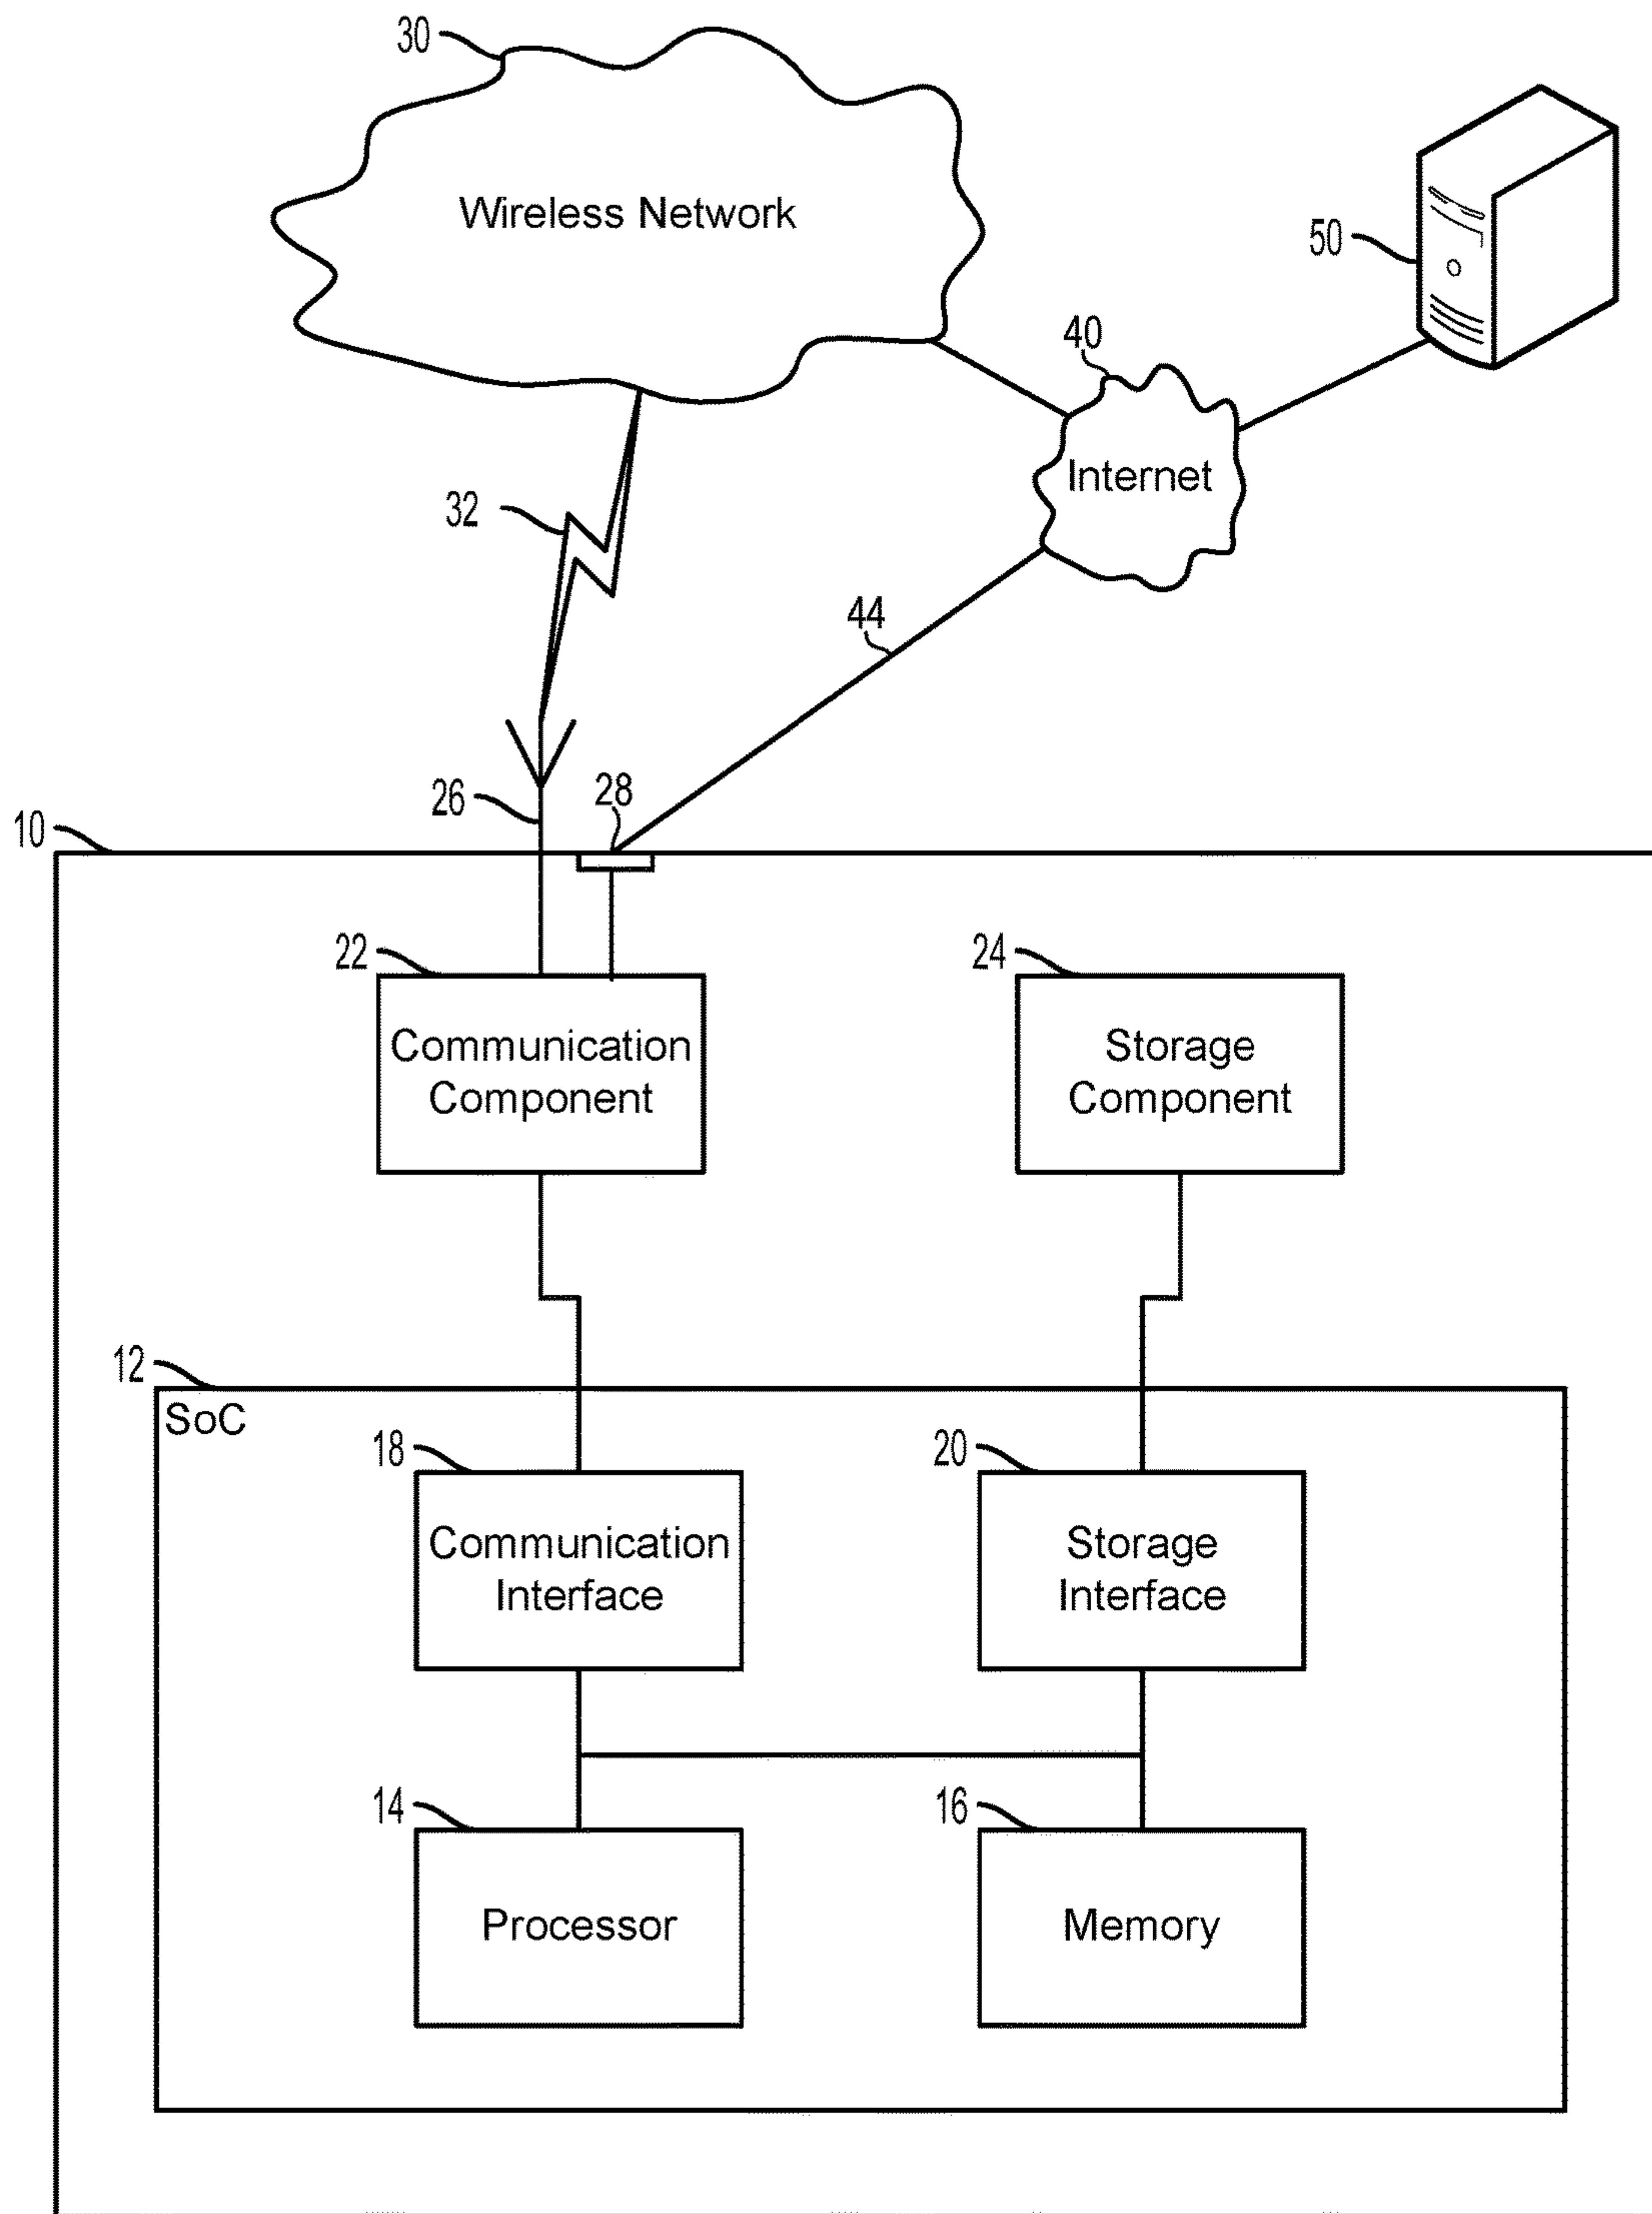 30
Wireless Network
50
40
Internet
32
44
26
28
10
22
24
Communication
Component
Storage
Component
12
SoC
18
20
Communication
Interface
Storage
Interface
14
16
Processor
Memory